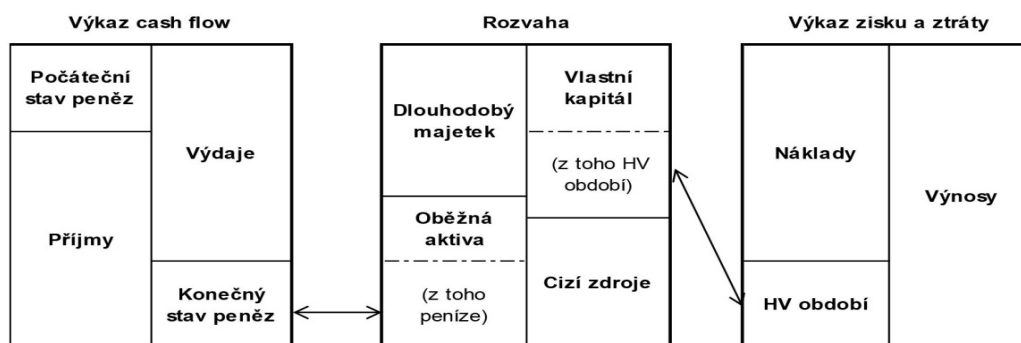 Výkaz cash flow
Počáteční
stav peněz
Příjmy
Výdaje
Konečný
stav peněz
Rozvaha
Dlouhodobý
majetek
Oběžná
aktiva
(z toho
peníze)
Vlastní
kapitál
(z toho HV
období)
Cizí zdroje
Výkaz zisku a ztráty
Náklady
HV období
Výnosy